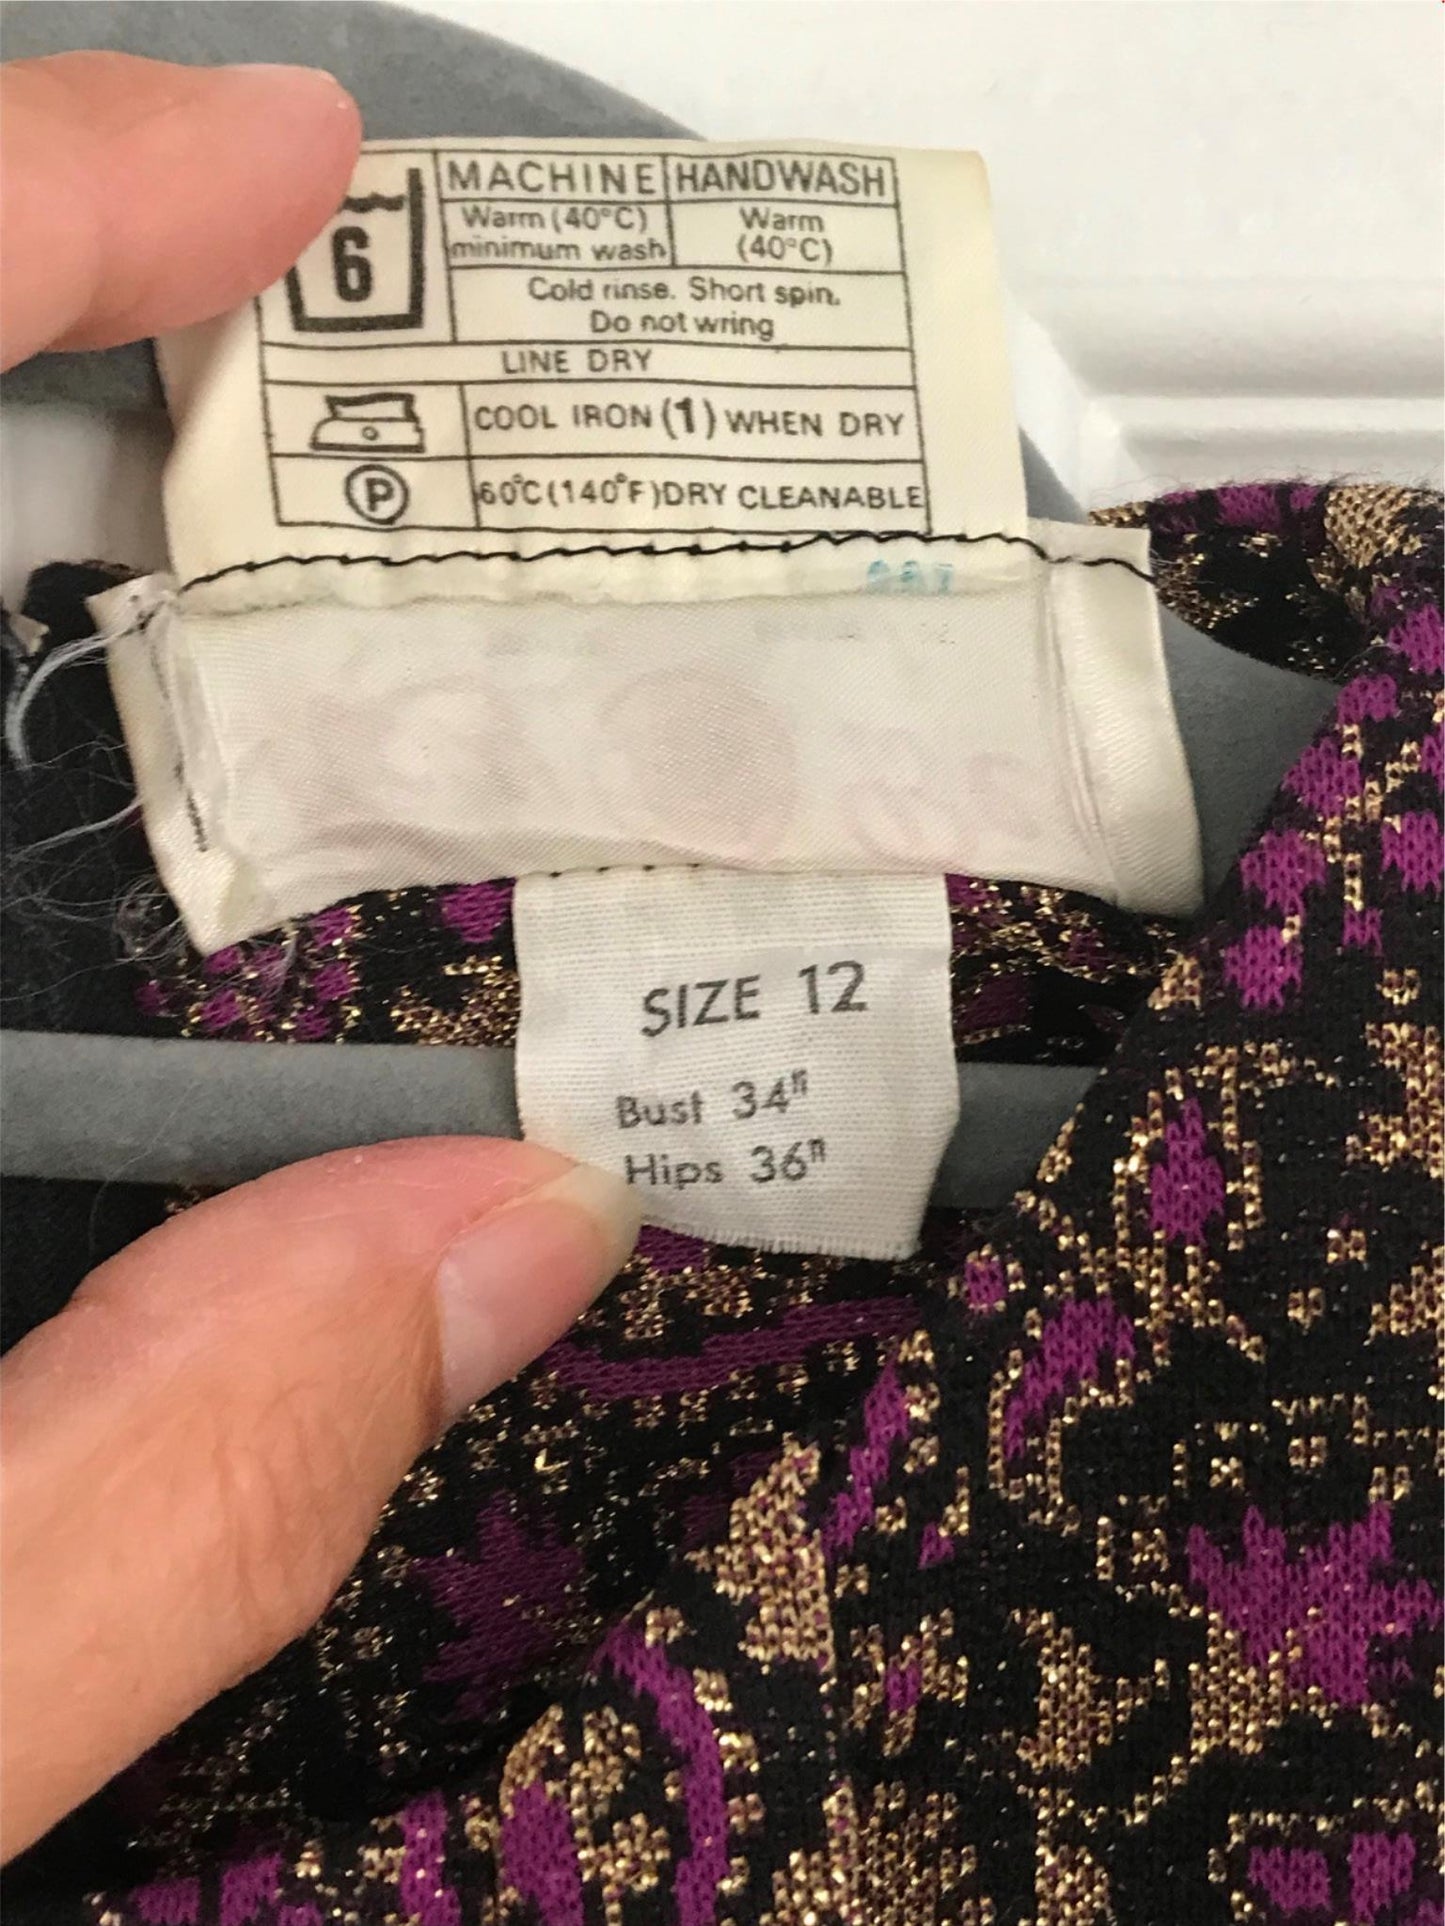 MACHINE HANDWASH
6
Warm (40°C) Warm
minimum wash (40°C)
Cold rinse. Short spin.
Do not wring
LINE DRY
COOL IRON (1) WHEN DRY
P 60°C (140°F) DRY CLEANABLE
SIZE 12
Bust 34"
Hips 36"